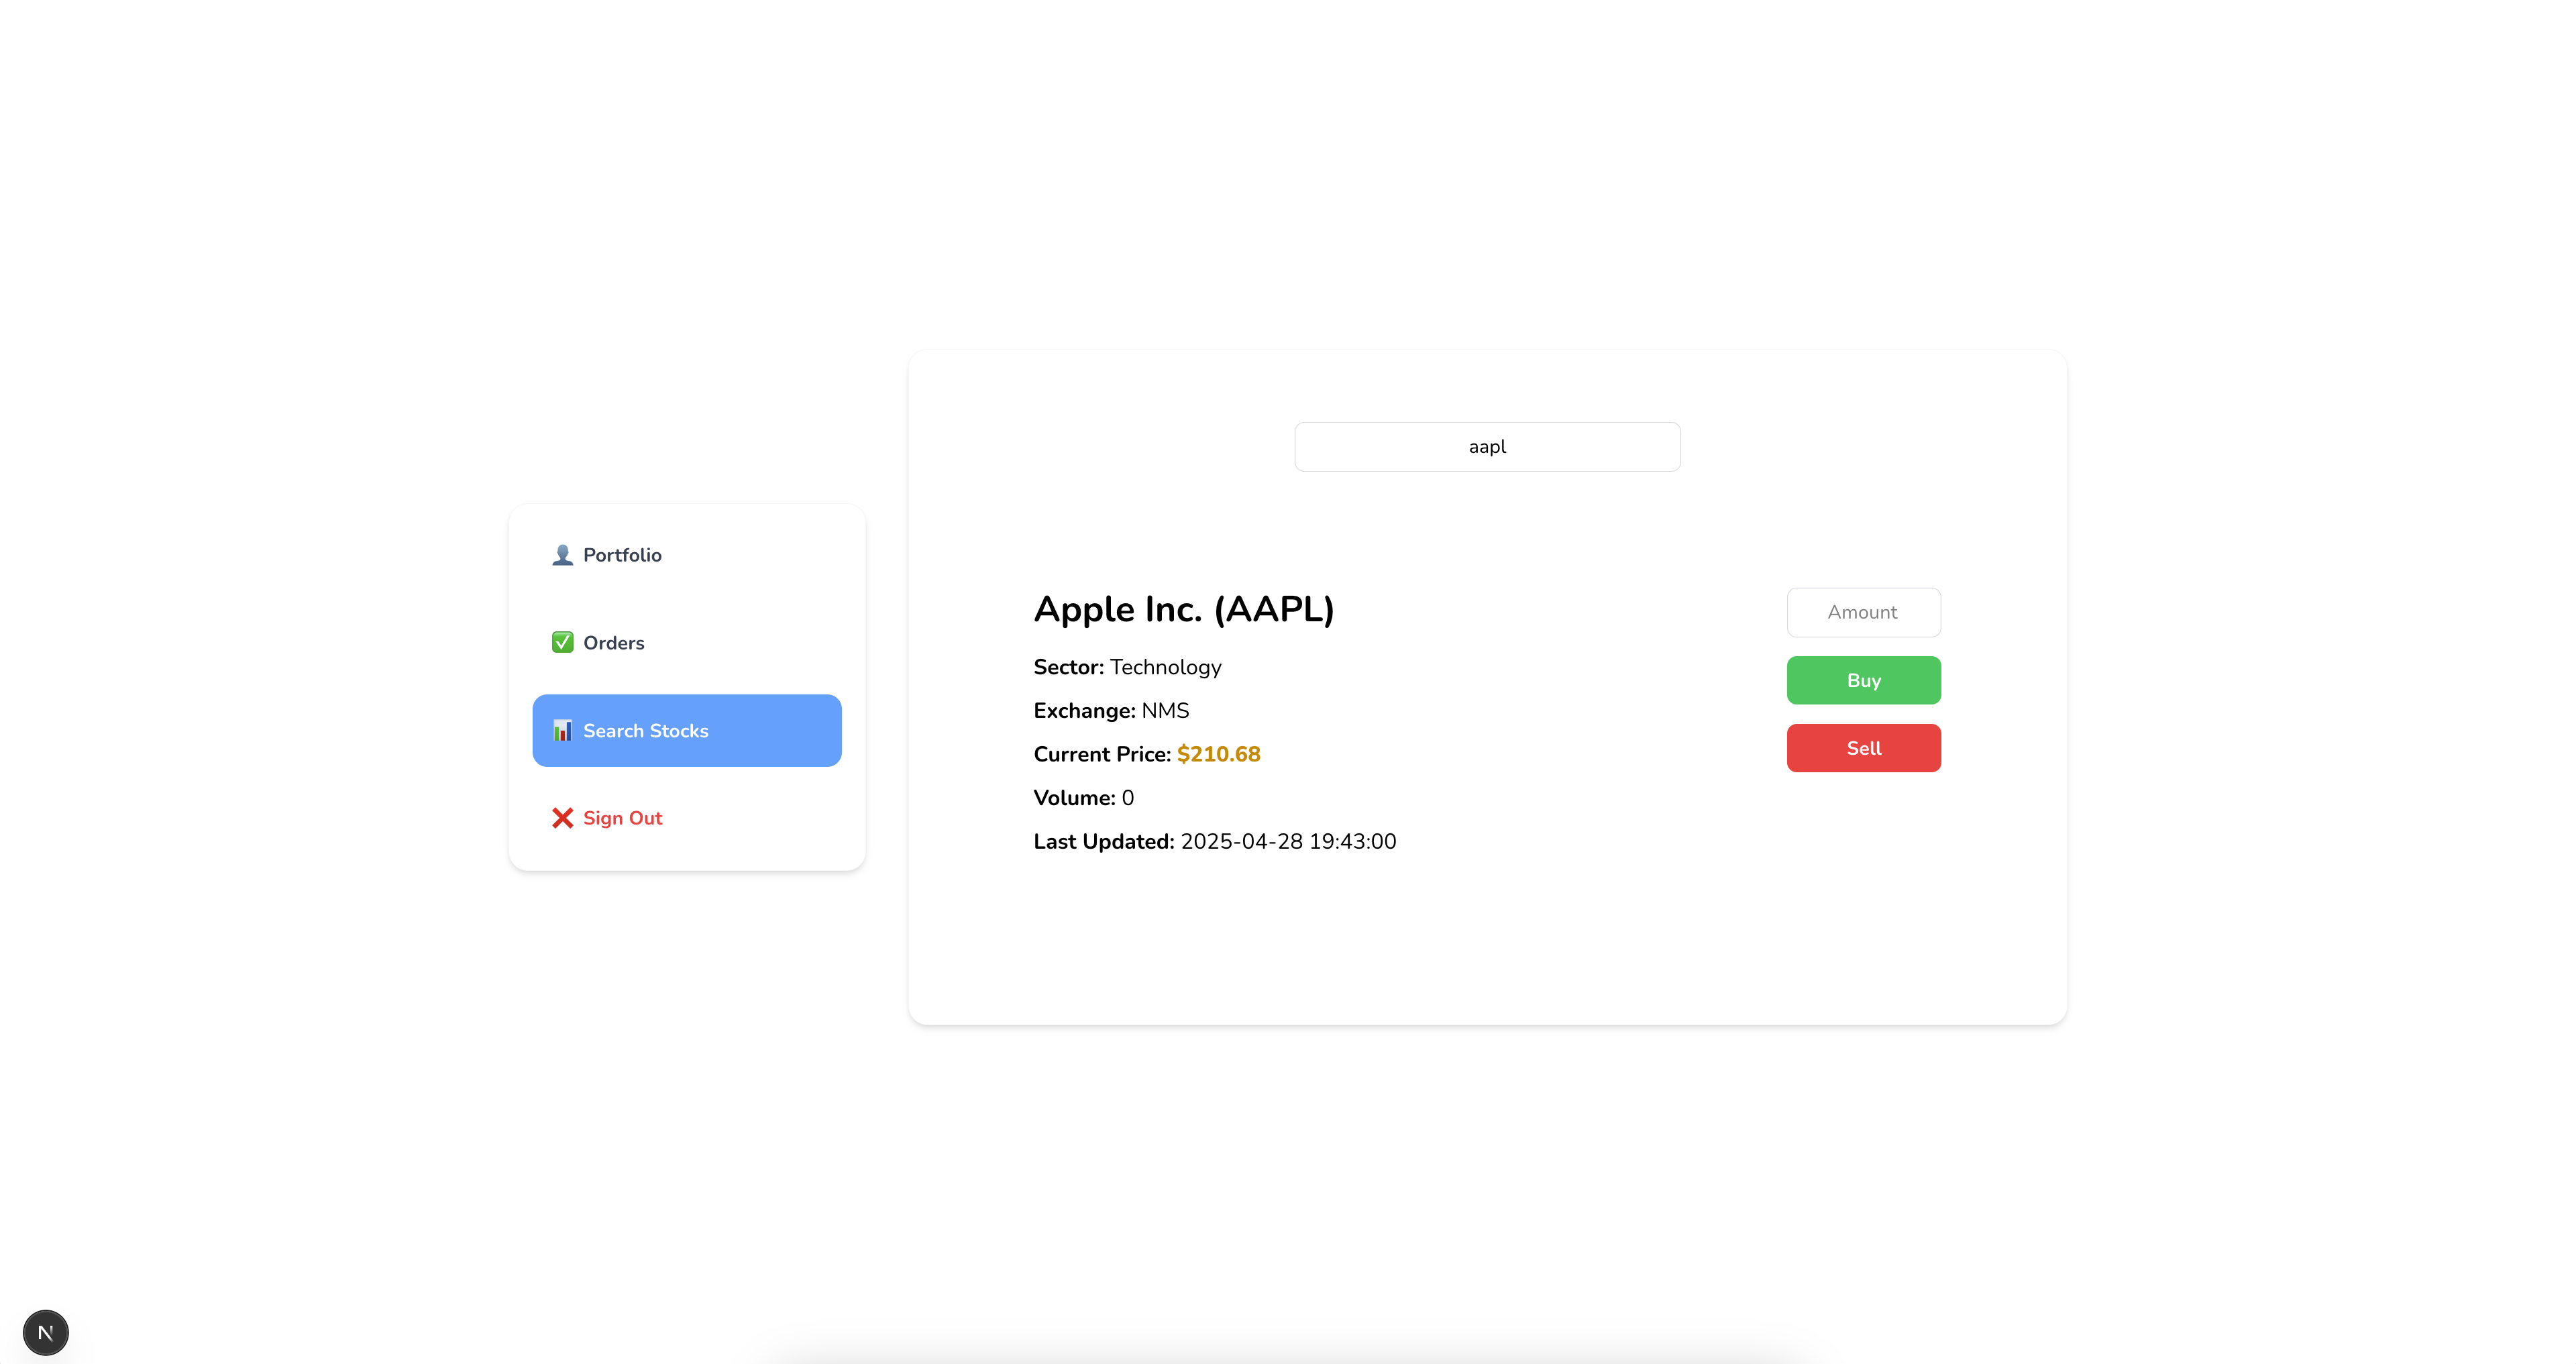 Portfolio
Orders
Search Stocks
Sign Out
aapl
Apple Inc. (AAPL)
Sector: Technology
Exchange: NMS
Current Price: $210.68
Volume: 0
Last Updated: 2025-04-28 19:43:00
Amount
Buy
Sell
N